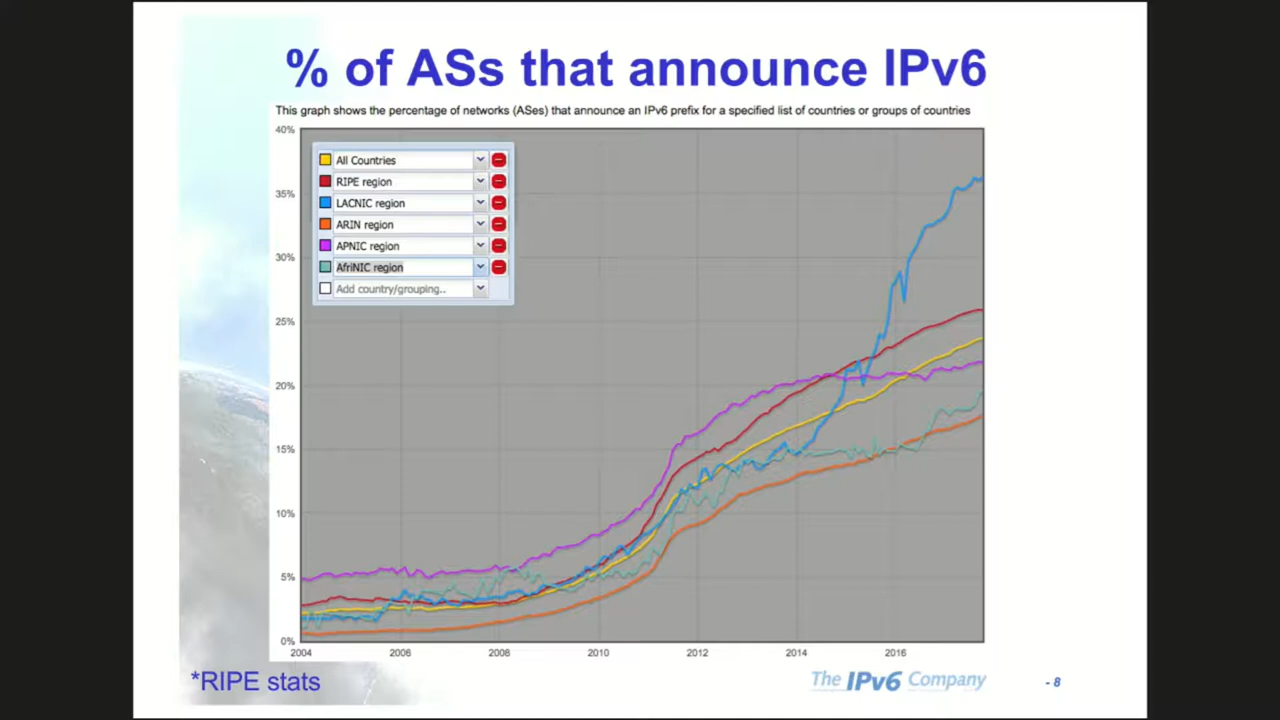 % of ASs that announce IPv6
This graph shows the percentage of networks (ASes) that announce an IPv6 prefix for a specified list of countries or groups of countries
40%
35%
30%
25%
20%
15%
10%
5%
0%
All Countries
RIPE region
LACNIC region
ARIN region
APNIC region
AfriNIC region
Add country/grouping..
2004 2006 2008 2010 2012 2014 2016
*RIPE stats
The IPv6 Company
- 8